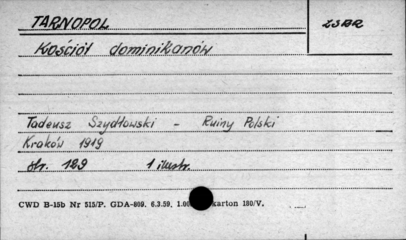 TARNOPOL
ZSRR
Kościół dominikanów
Tadeusz Szydłowski - Ruiny Polski
Kraków 1919
str. 129 1 ilustr.
CWD B-15b Nr 515/P. GDA-809. 6.3.59. 1.00 karton 180/V.